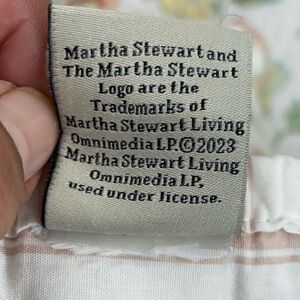 Martha Stewart and
The Martha Stewart
Logo are the
Trademarks of
Martha Stewart Living
Omnimedia LP.©2023
Martha Stewart Living
Omnimedia LP,
used under license.